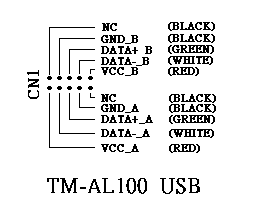 NC (BLACK)
GND_B (BLACK)
DATA+_B (GREEN)
DATA-_B (WHITE)
VCC_B (RED)
CN1
NC (BLACK)
GND_A (BLACK)
DATA+_A (GREEN)
DATA-_A (WHITE)
VCC_A (RED)
TM-AL100 USB